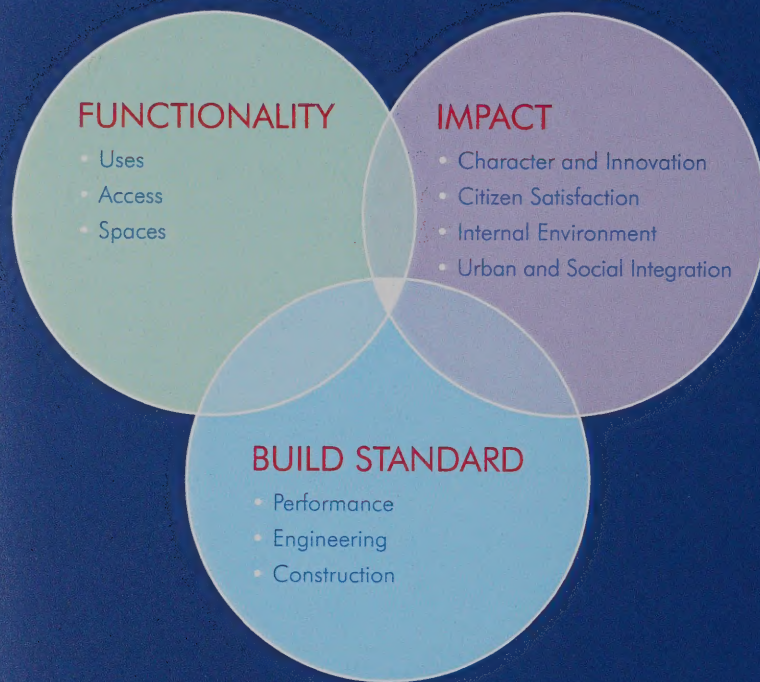 FUNCTIONALITY
• Uses
• Access
• Spaces
IMPACT
• Character and Innovation
• Citizen Satisfaction
• Internal Environment
• Urban and Social Integration
BUILD STANDARD
• Performance
• Engineering
• Construction